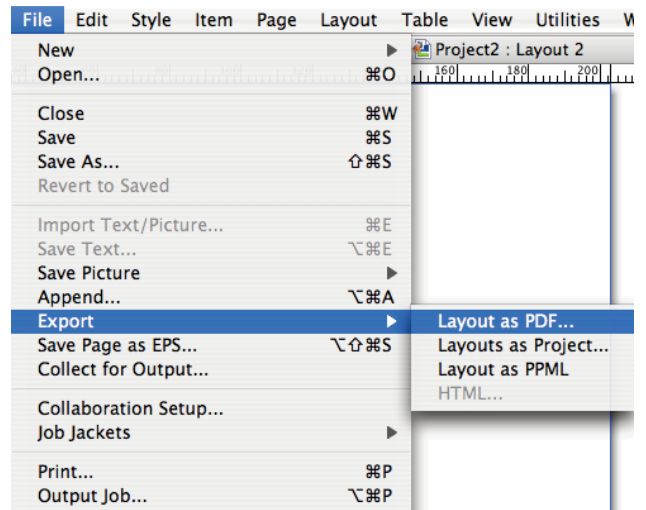 File Edit Style Item Page Layout Table View Utilities W
New ▶
Project2 : Layout 2
Open... ⌘O
160 180 200
Close ⌘W
Save ⌘S
Save As... ⇧⌘S
Revert to Saved
Import Text/Picture... ⌘E
Save Text... ⌥⌘E
Save Picture ▶
Append... ⌥⌘A
Export ▶
Layout as PDF...
Save Page as EPS... ⌥⇧⌘S
Layouts as Project...
Collect for Output...
Layout as PPML
HTML...
Collaboration Setup...
Job Jackets ▶
Print... ⌘P
Output Job... ⌥⌘P